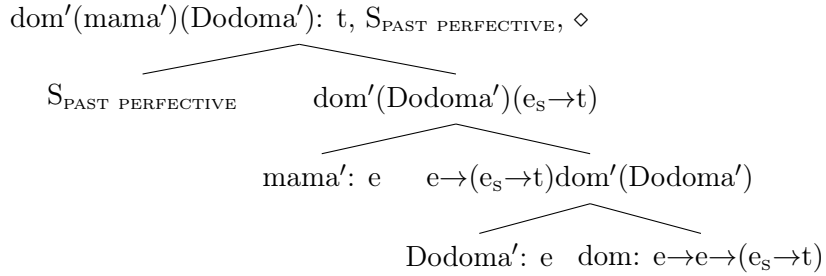 dom′(mama′)(Dodoma′): t, S_PAST PERFECTIVE, ⋄
S_PAST PERFECTIVE dom′(Dodoma′)(e_s→t)
mama′: e e→(e_s→t)dom′(Dodoma′)
Dodoma′: e dom: e→e→(e_s→t)